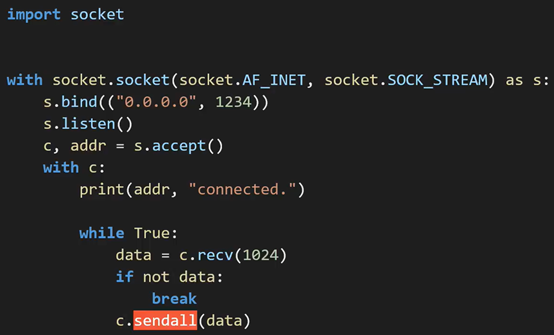 import socket
with socket.socket(socket.AF_INET, socket.SOCK_STREAM) as s:
    s.bind(("0.0.0.0", 1234))
    s.listen()
    c, addr = s.accept()
    with c:
        print(addr, "connected.")
        while True:
            data = c.recv(1024)
            if not data:
                break
            c.sendall(data)